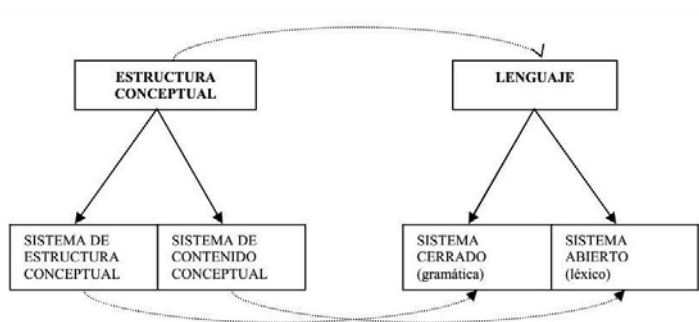 ESTRUCTURA
CONCEPTUAL
LENGUAJE
SISTEMA DE
ESTRUCTURA
CONCEPTUAL
SISTEMA DE
CONTENIDO
CONCEPTUAL
SISTEMA
CERRADO
(gramática)
SISTEMA
ABIERTO
(léxico)